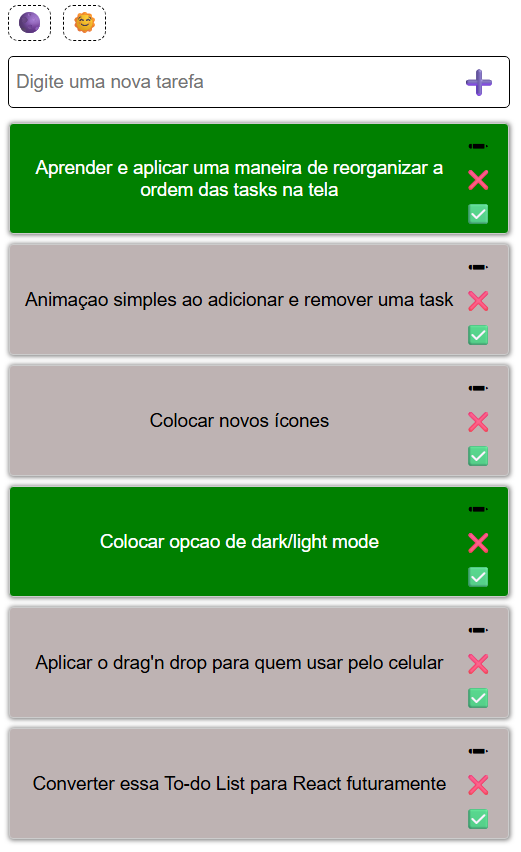 Digite uma nova tarefa
Aprender e aplicar uma maneira de reorganizar a
ordem das tasks na tela
Animaçao simples ao adicionar e remover uma task
Colocar novos ícones
Colocar opcao de dark/light mode
Aplicar o drag'n drop para quem usar pelo celular
Converter essa To-do List para React futuramente